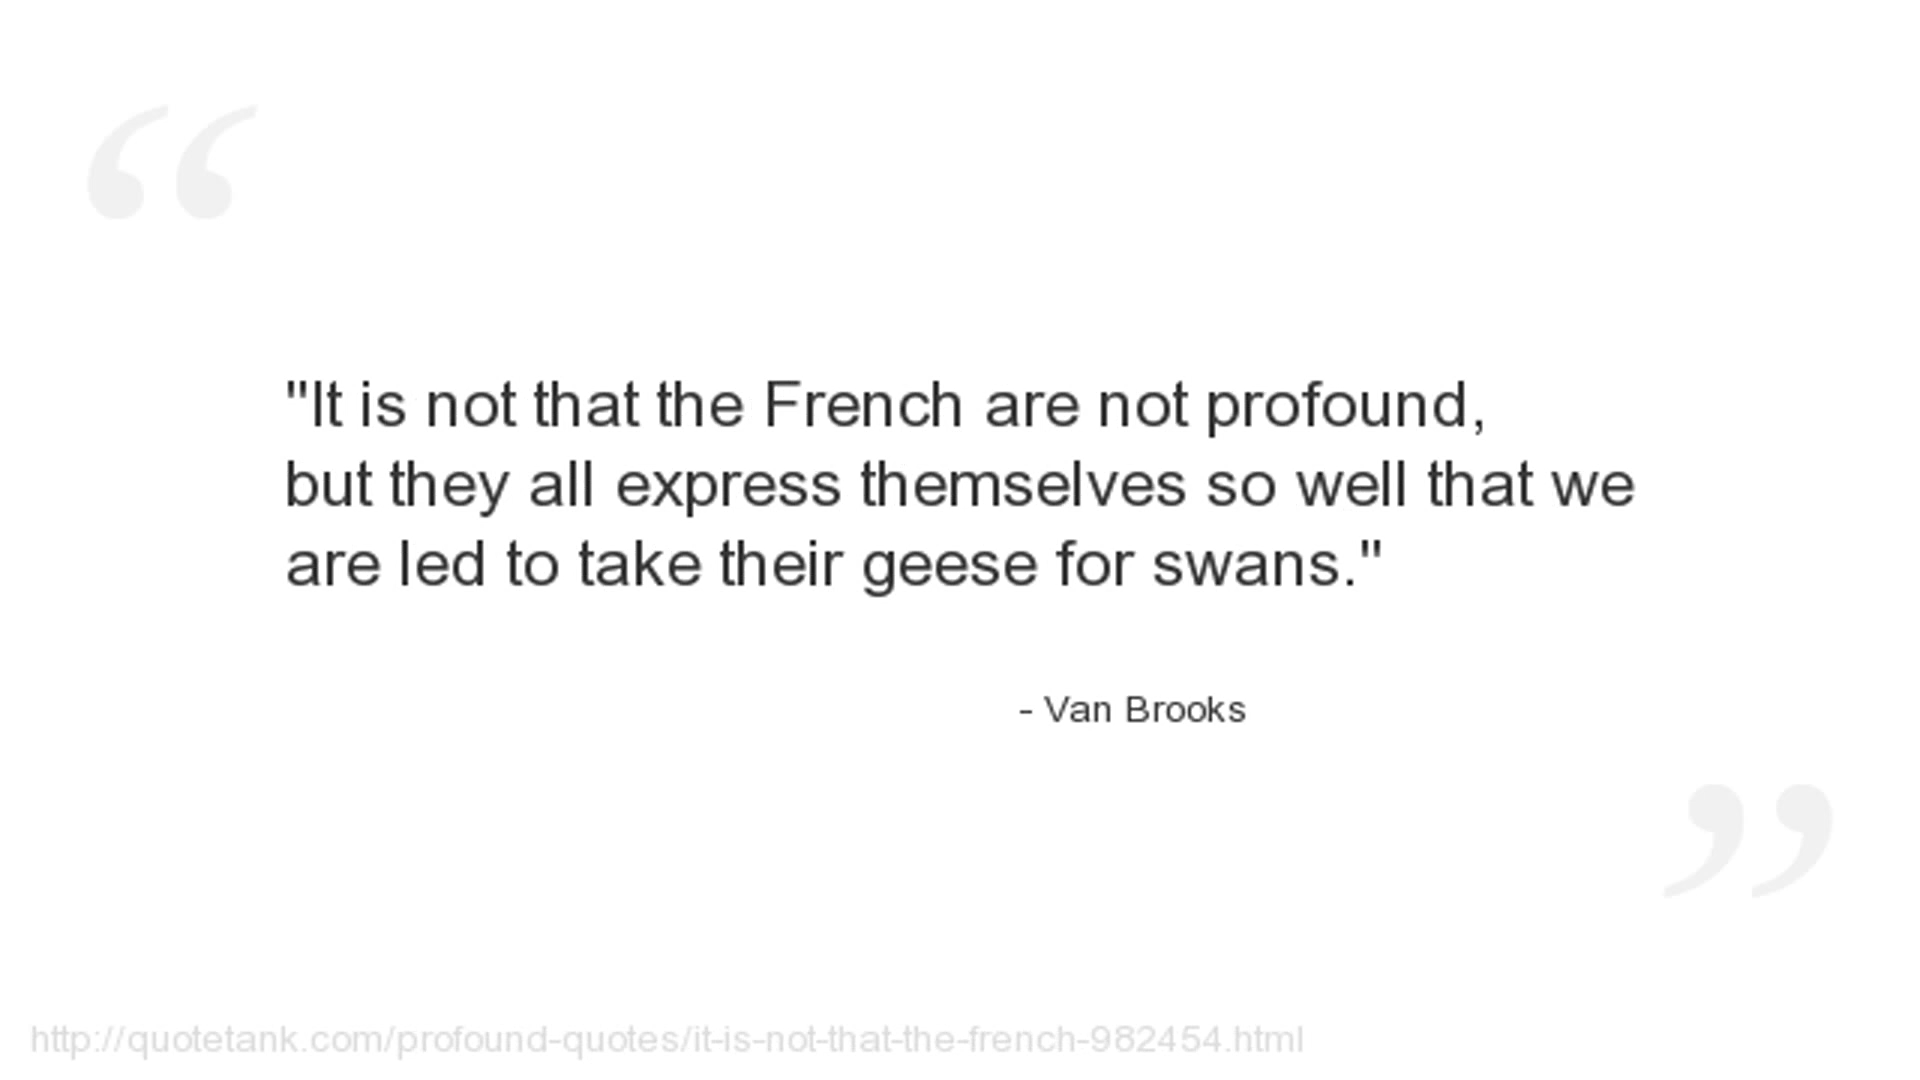 "It is not that the French are not profound,
but they all express themselves so well that we
are led to take their geese for swans."
- Van Brooks
http://quotetank.com/profound-quotes/it-is-not-that-the-french-982454.html